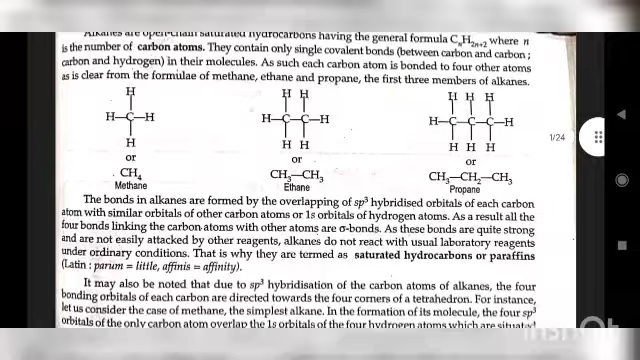 Alkanes are open-chain saturated hydrocarbons having the general formula CₙH₂ₙ₊₂ where n
is the number of carbon atoms. They contain only single covalent bonds (between carbon and carbon ;
carbon and hydrogen) in their molecules. As such each carbon atom is bonded to four other atoms
as is clear from the formulae of methane, ethane and propane, the first three members of alkanes.
H H H H H H
H—C—H H—C—C—H H—C—C—C—H
H H H H H H
or or or
CH₄ CH₃—CH₃ CH₃—CH₂—CH₃
Methane Ethane Propane
1/24
The bonds in alkanes are formed by the overlapping of sp³ hybridised orbitals of each carbon
atom with similar orbitals of other carbon atoms or 1s orbitals of hydrogen atoms. As a result all the
four bonds linking the carbon atoms with other atoms are σ-bonds. As these bonds are quite strong
and are not easily attacked by other reagents, alkanes do not react with usual laboratory reagents
under ordinary conditions. That is why they are termed as saturated hydrocarbons or paraffins
(Latin : parum = little, affinis = affinity).
It may also be noted that due to sp³ hybridisation of the carbon atoms of alkanes, the four
bonding orbitals of each carbon are directed towards the four corners of a tetrahedron. For instance,
let us consider the case of methane, the simplest alkane. In the formation of its molecule, the four sp³
orbitals of the only carbon atom overlap the 1s orbitals of the four hydrogen atoms which are situated